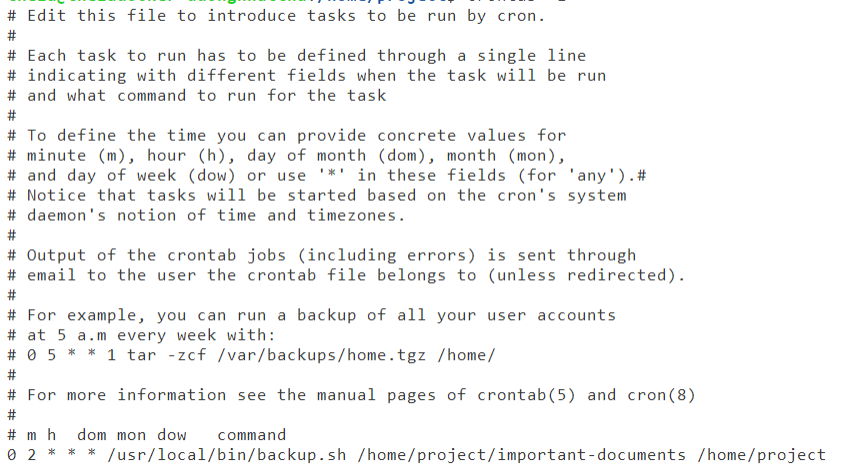 # Edit this file to introduce tasks to be run by cron.
#
# Each task to run has to be defined through a single line
# indicating with different fields when the task will be run
# and what command to run for the task
#
# To define the time you can provide concrete values for
# minute (m), hour (h), day of month (dom), month (mon),
# and day of week (dow) or use '*' in these fields (for 'any').#
# Notice that tasks will be started based on the cron's system
# daemon's notion of time and timezones.
#
# Output of the crontab jobs (including errors) is sent through
# email to the user the crontab file belongs to (unless redirected).
#
# For example, you can run a backup of all your user accounts
# at 5 a.m every week with:
# 0 5 * * 1 tar -zcf /var/backups/home.tgz /home/
#
# For more information see the manual pages of crontab(5) and cron(8)
#
# m h  dom mon dow   command
0 2 * * * /usr/local/bin/backup.sh /home/project/important-documents /home/project